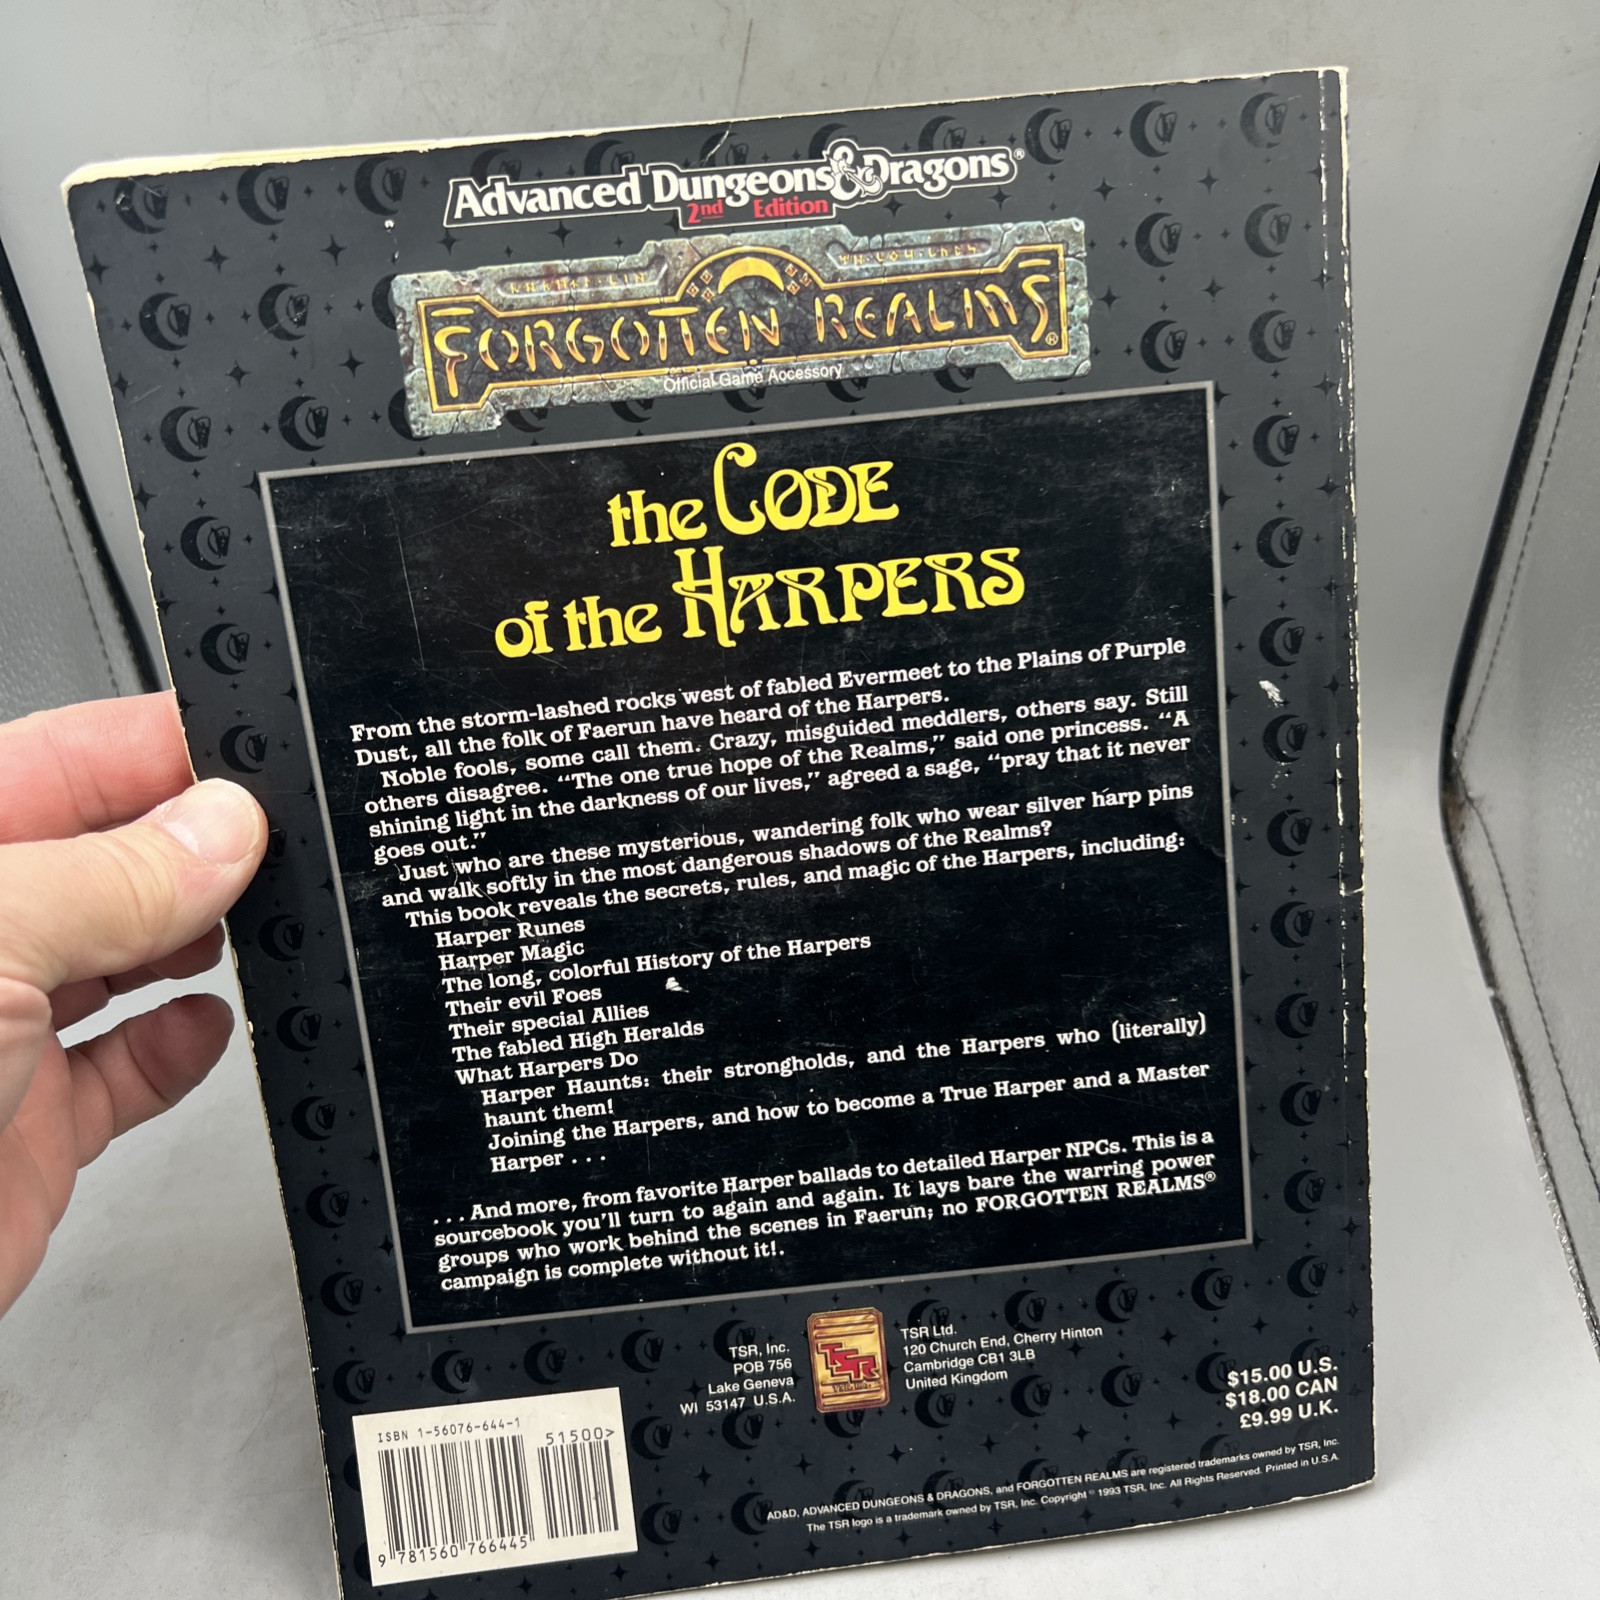 Advanced Dungeons & Dragons®
2nd Edition
FORGOTTEN REALMS®
Official Game Accessory
the CODE
of the HARPERS
From the storm-lashed rocks west of fabled Evermeet to the Plains of Purple
Dust, all the folk of Faerun have heard of the Harpers.
Noble fools, some call them. Crazy, misguided meddlers, others say. Still
others disagree. “The one true hope of the Realms,” said one princess. “A
shining light in the darkness of our lives,” agreed a sage, “pray that it never
goes out.”
Just who are these mysterious, wandering folk who wear silver harp pins
and walk softly in the most dangerous shadows of the Realms?
This book reveals the secrets, rules, and magic of the Harpers, including:
Harper Runes
Harper Magic
The long, colorful History of the Harpers
Their evil Foes
Their special Allies
The fabled High Heralds
What Harpers Do
Harper Haunts: their strongholds, and the Harpers who (literally)
haunt them!
Joining the Harpers, and how to become a True Harper and a Master
Harper . . .
. . . And more, from favorite Harper ballads to detailed Harper NPCs. This is a
sourcebook you’ll turn to again and again. It lays bare the warring power
groups who work behind the scenes in Faerun; no FORGOTTEN REALMS®
campaign is complete without it!.
TSR, Inc.
POB 756
Lake Geneva
WI 53147 U.S.A.
TSR
TSR Ltd.
120 Church End, Cherry Hinton
Cambridge CB1 3LB
United Kingdom
$15.00 U.S.
$18.00 CAN
£9.99 U.K.
ISBN 1-56076-644-1
51500>
9 781560 766445
AD&D, ADVANCED DUNGEONS & DRAGONS, and FORGOTTEN REALMS are registered trademarks owned by TSR, Inc.
The TSR logo is a trademark owned by TSR, Inc. Copyright ©1993 TSR, Inc. All Rights Reserved. Printed in U.S.A.